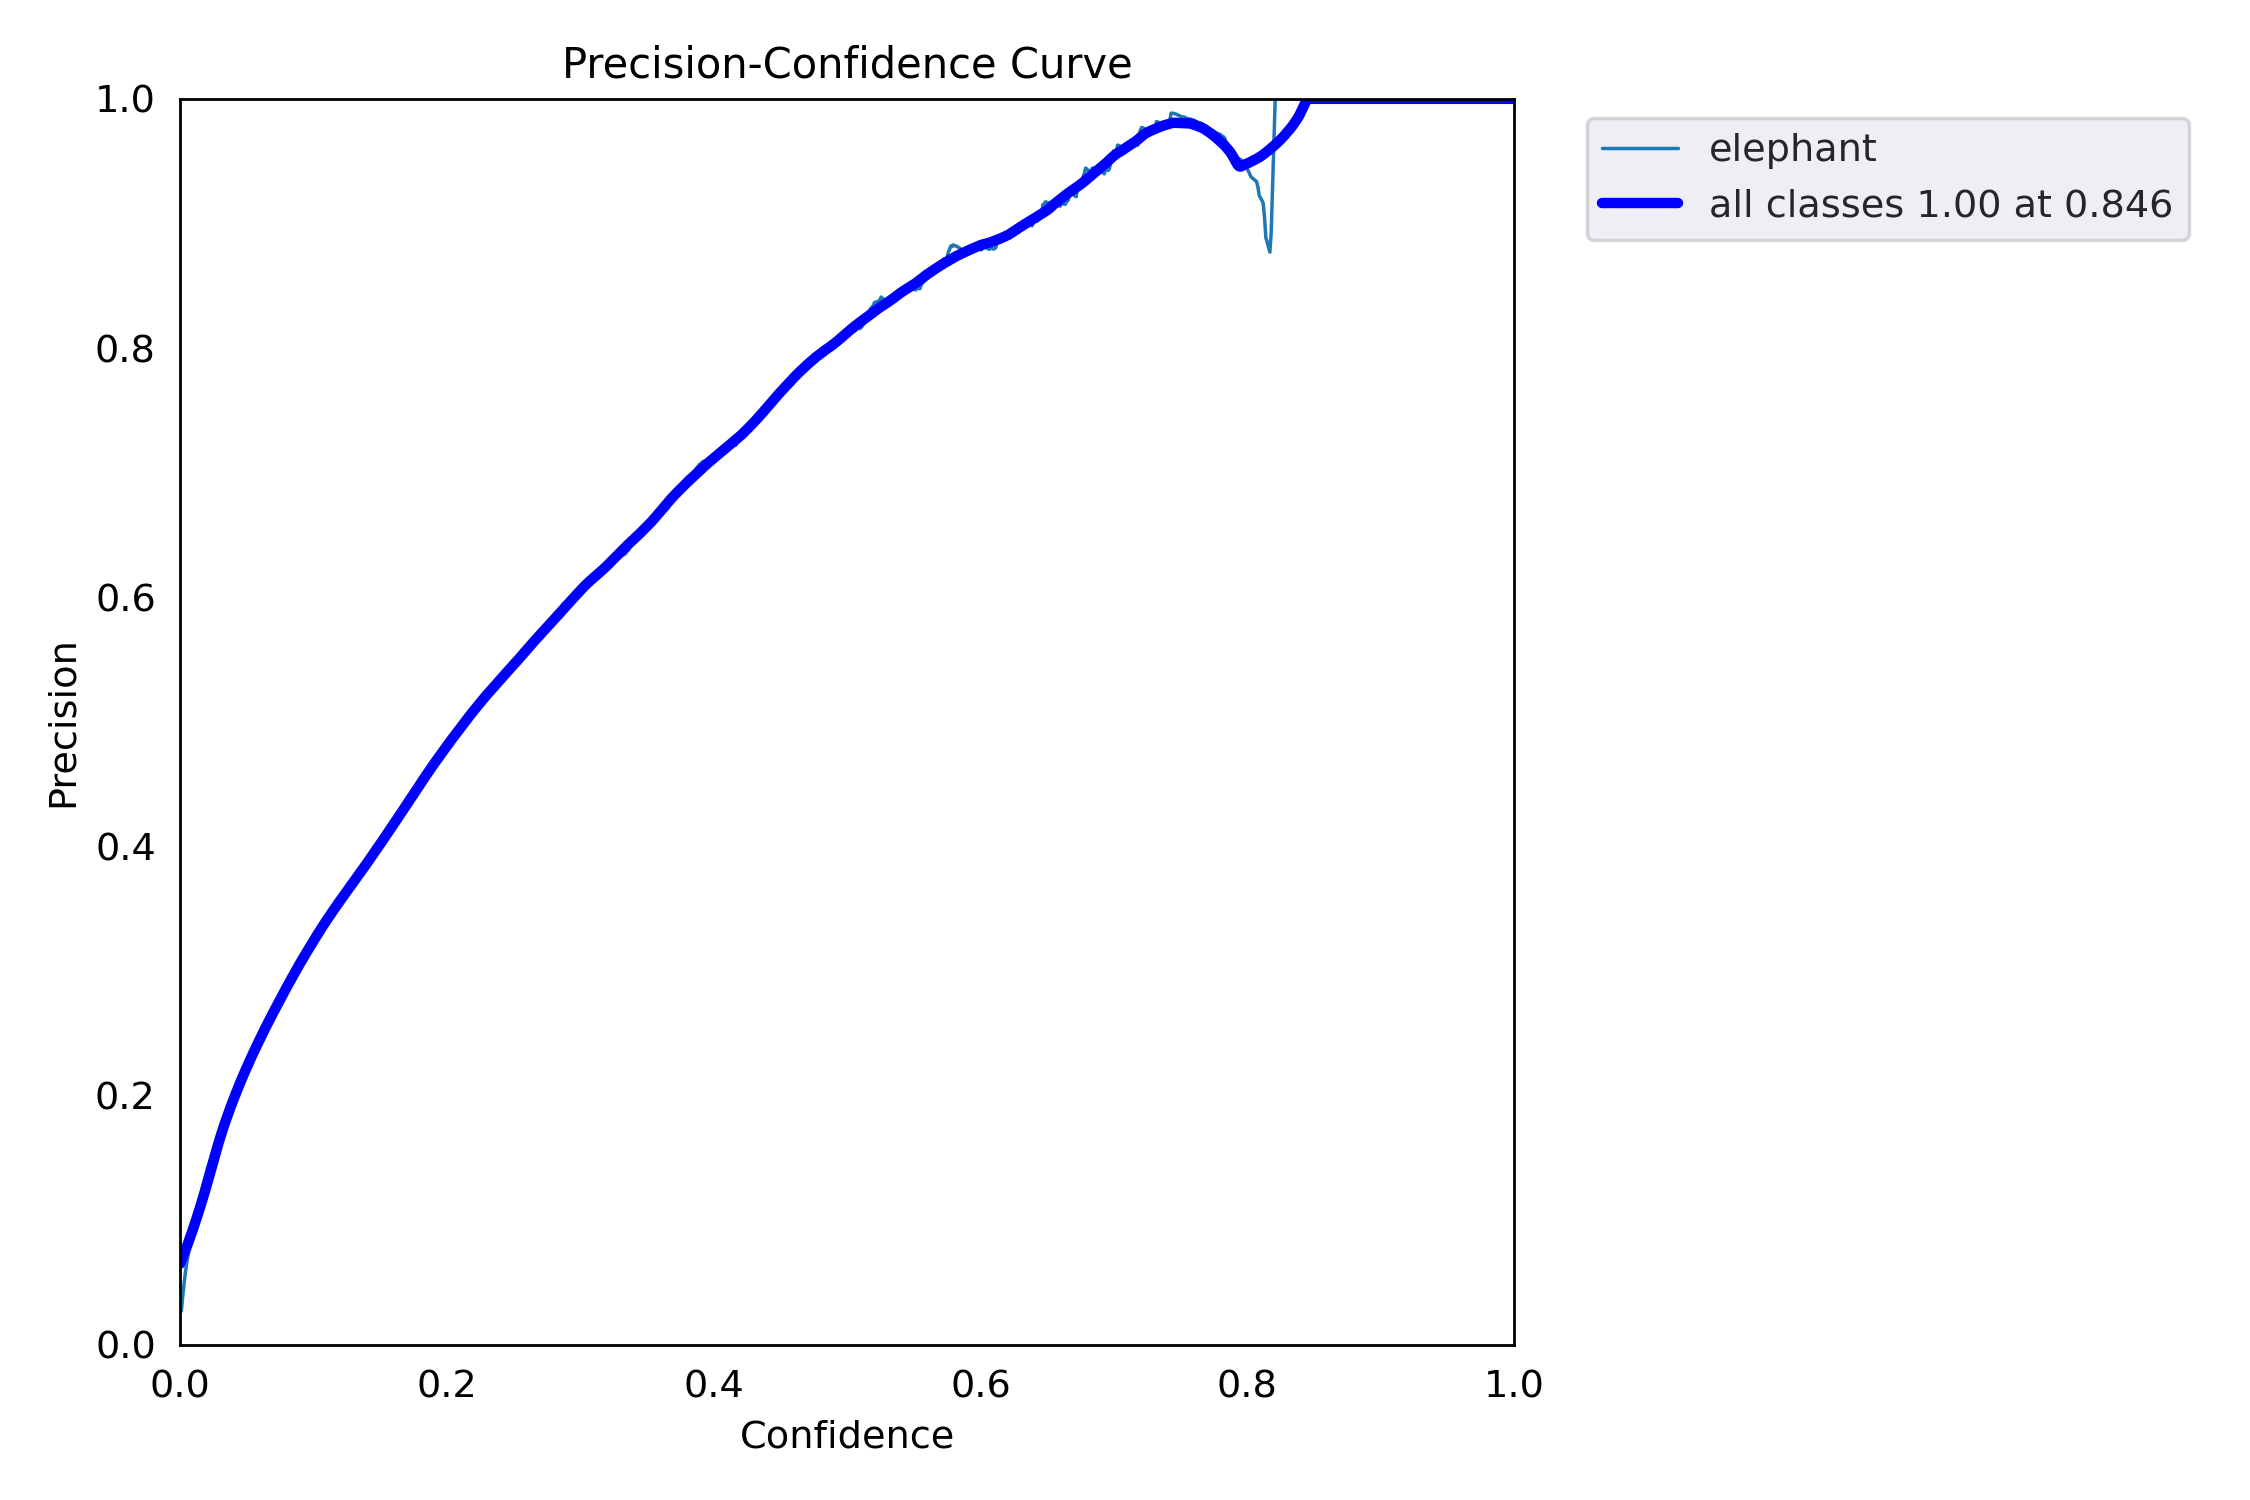 Precision-Confidence Curve
1.0
0.8
0.6
0.4
0.2
0.0
Precision
0.0 0.2 0.4 0.6 0.8 1.0
Confidence
elephant
all classes 1.00 at 0.846